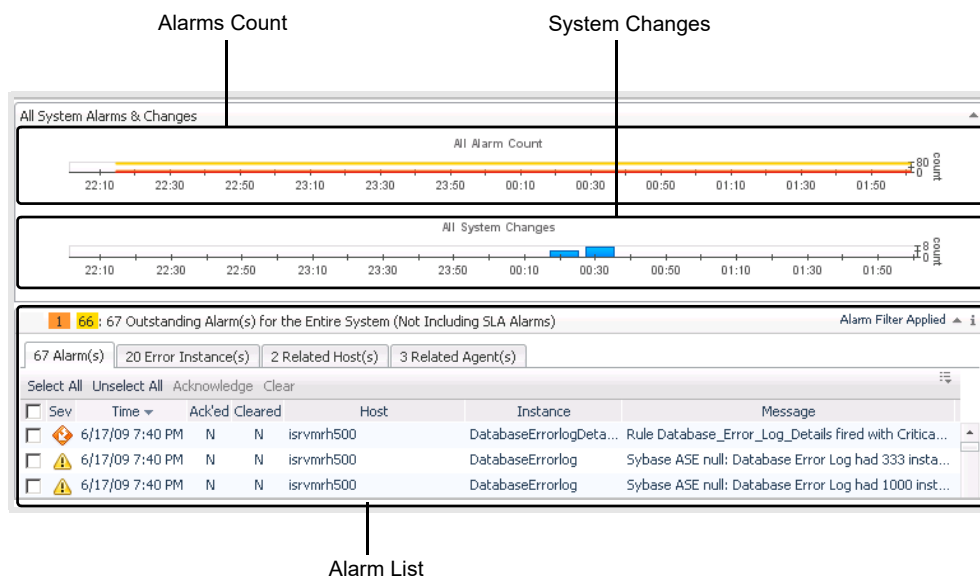 Alarms Count
System Changes
All System Alarms & Changes
All Alarm Count
80
0
count
22:10 22:30 22:50 23:10 23:30 23:50 00:10 00:30 00:50 01:10 01:30 01:50
All System Changes
8
0
count
22:10 22:30 22:50 23:10 23:30 23:50 00:10 00:30 00:50 01:10 01:30 01:50
1 66 : 67 Outstanding Alarm(s) for the Entire System (Not Including SLA Alarms) Alarm Filter Applied i
67 Alarm(s) 20 Error Instance(s) 2 Related Host(s) 3 Related Agent(s)
Select All Unselect All Acknowledge Clear
Sev Time Ack'ed Cleared Host Instance Message
6/17/09 7:40 PM N N isrvmrh500 DatabaseErrorlogDeta... Rule Database_Error_Log_Details fired with Critica...
6/17/09 7:40 PM N N isrvmrh500 DatabaseErrorlog Sybase ASE null: Database Error Log had 333 insta...
6/17/09 7:40 PM N N isrvmrh500 DatabaseErrorlog Sybase ASE null: Database Error Log had 1000 inst...
Alarm List